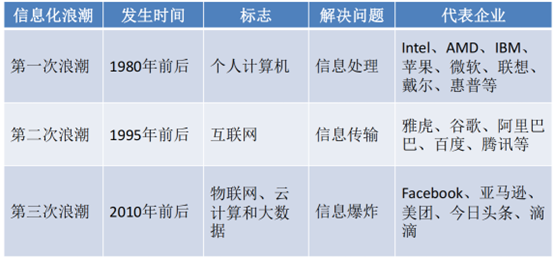 信息化浪潮 发生时间 标志 解决问题 代表企业
第一次浪潮 1980年前后 个人计算机 信息处理 Intel、AMD、IBM、
苹果、微软、联想、
戴尔、惠普等
第二次浪潮 1995年前后 互联网 信息传输 雅虎、谷歌、阿里巴
巴、百度、腾讯等
第三次浪潮 2010年前后 物联网、云
计算和大数
据 信息爆炸 Facebook、亚马逊、
美团、今日头条、滴
滴